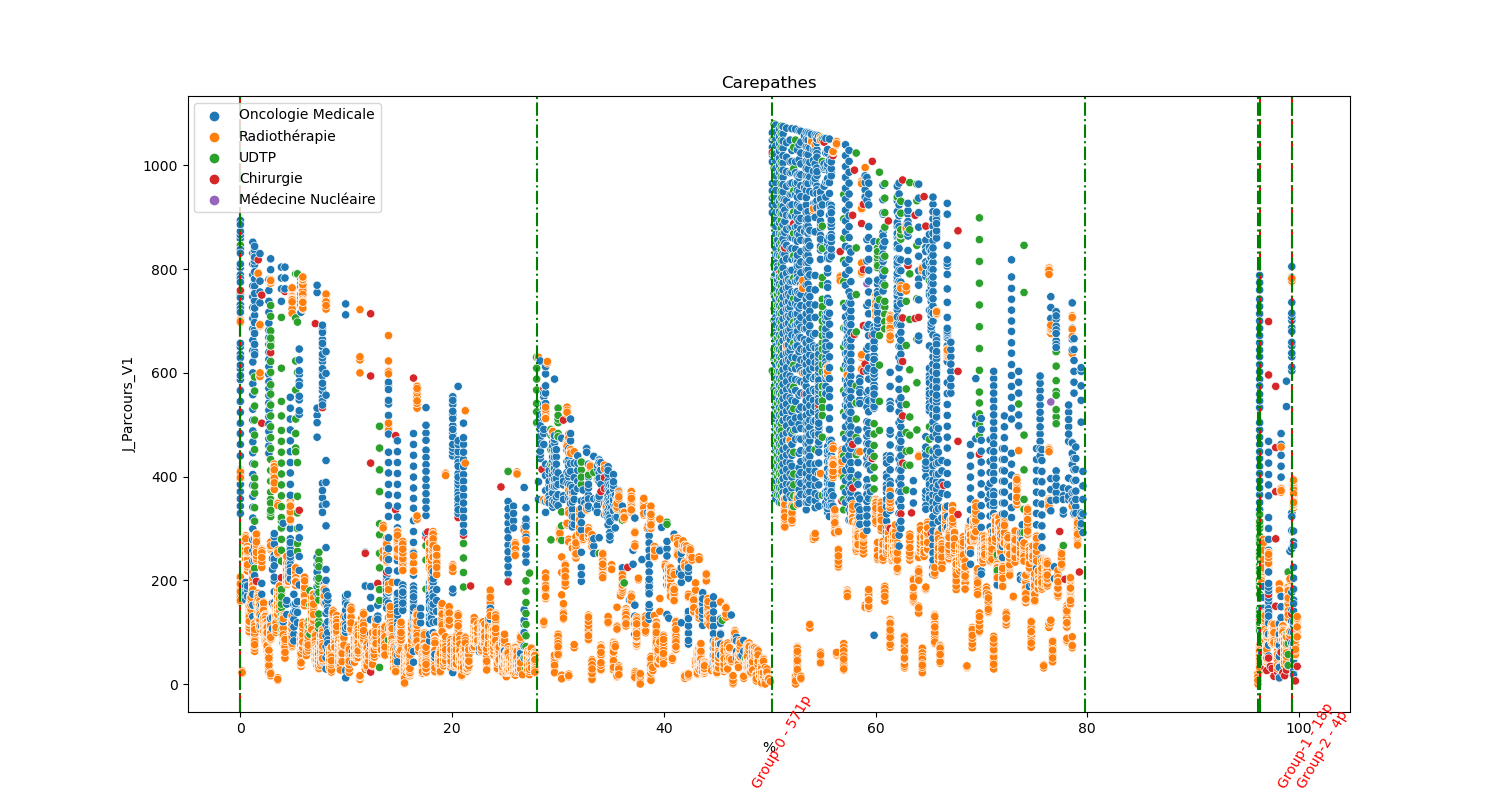 Carepathes
Oncologie Medicale
Radiothérapie
UDTP
Chirurgie
Médecine Nucléaire
J_Parcours_V1
1000
800
600
400
200
0
0 20 40 60 80 100
%
Group-0 - 571p
Group-1 - 18p
Group-2 - 4p